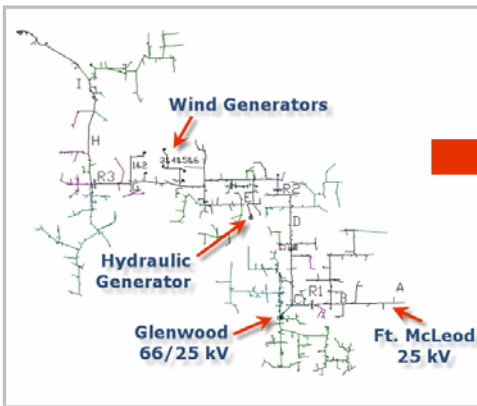 I
Wind Generators
H
1&2
3&4&5&6
R3
F
E
R2
D
Hydraulic
Generator
C
R1
B
A
Glenwood
66/25 kV
Ft. McLeod
25 kV